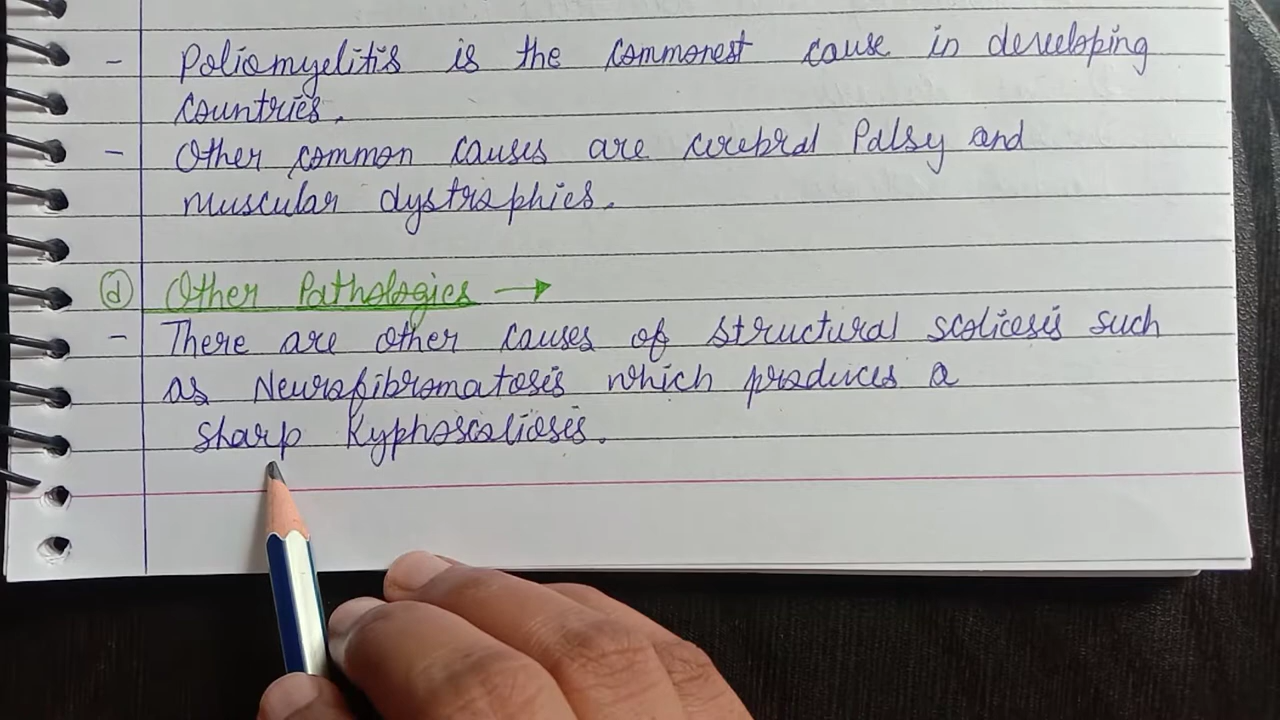 - Poliomyelitis is the commonest cause in developing
countries.
- Other common causes are cerebral Palsy and
muscular dystrophies.
d Other Pathologies →
- There are other causes of structural scoliosis such
as Neurofibromatosis which produces a
sharp Kyphoscoliosis.